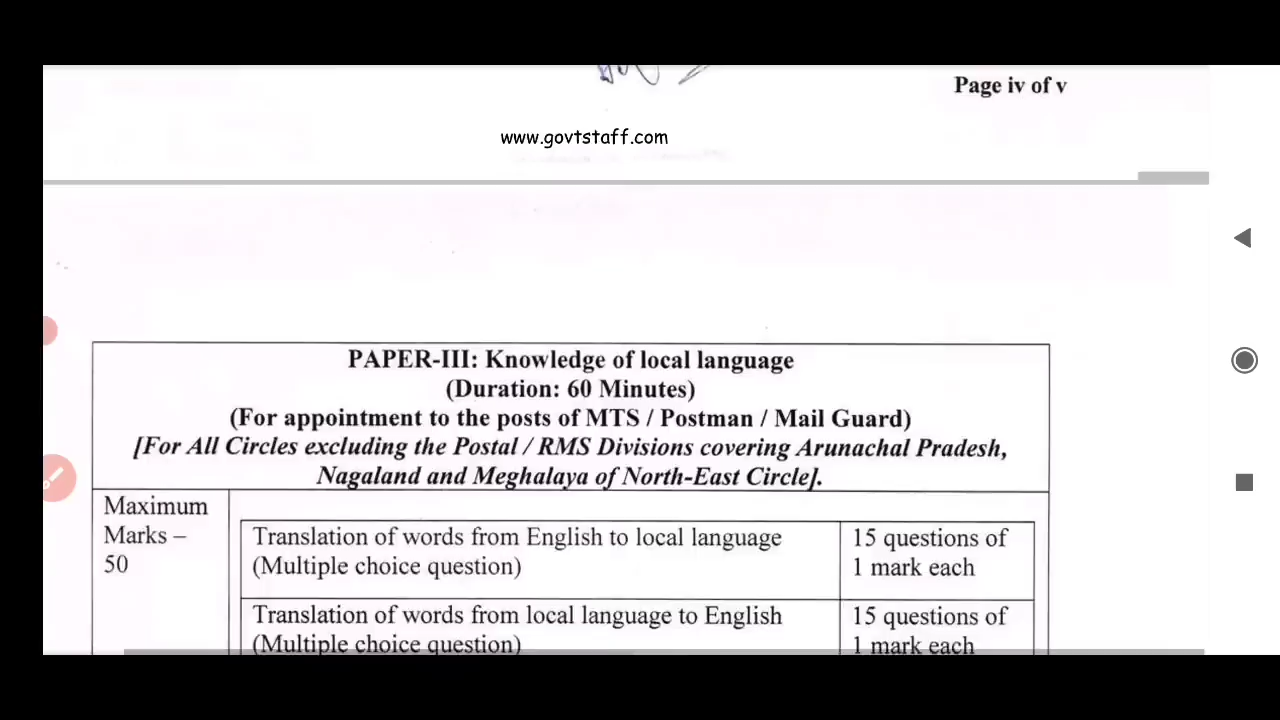 Page iv of v
www.govtstaff.com
PAPER-III: Knowledge of local language
(Duration: 60 Minutes)
(For appointment to the posts of MTS / Postman / Mail Guard)
[For All Circles excluding the Postal / RMS Divisions covering Arunachal Pradesh,
Nagaland and Meghalaya of North-East Circle].
Maximum
Marks –
50
Translation of words from English to local language
(Multiple choice question)
15 questions of
1 mark each
Translation of words from local language to English
(Multiple choice question)
15 questions of
1 mark each